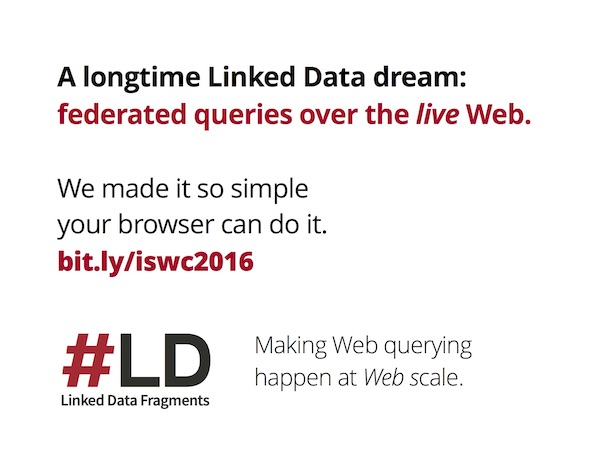 A longtime Linked Data dream:
federated queries over the live Web.
We made it so simple
your browser can do it.
bit.ly/iswc2016
#LD
Linked Data Fragments
Making Web querying
happen at Web scale.